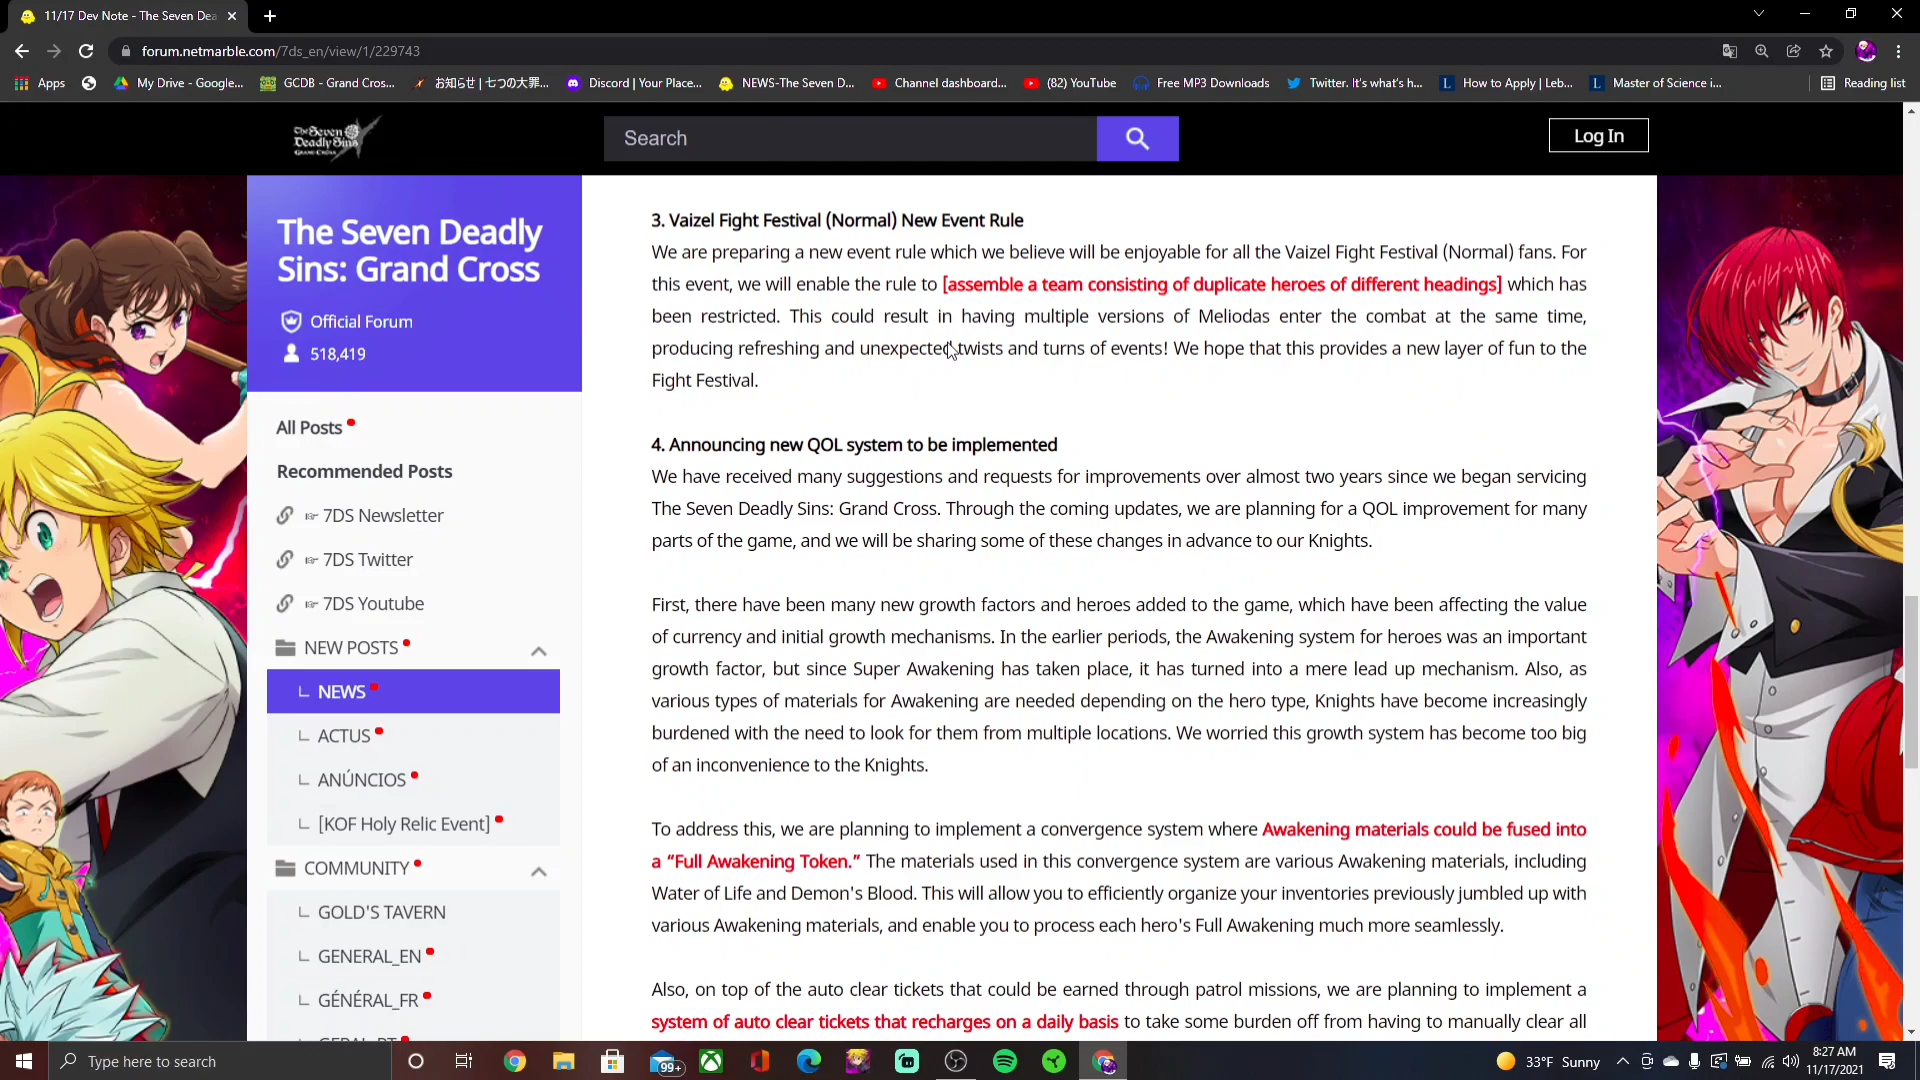 11/17 Dev Note - The Seven Dea
forum.netmarble.com/7ds_en/view/1/229743
Apps
My Drive - Google...
GCDB - Grand Cros...
お知らせ | 七つの大罪...
Discord | Your Place...
NEWS-The Seven D...
Channel dashboard...
(82) YouTube
Free MP3 Downloads
Twitter. It's what's h...
L How to Apply | Leb...
L Master of Science i...
Reading list
The Seven
Deadly Sins
GRAND CROSS
Search
Log In
The Seven Deadly
Sins: Grand Cross
Official Forum
518,419
All Posts
Recommended Posts
☞ 7DS Newsletter
☞ 7DS Twitter
☞ 7DS Youtube
NEW POSTS
NEWS
ACTUS
ANÚNCIOS
[KOF Holy Relic Event]
COMMUNITY
GOLD'S TAVERN
GENERAL_EN
GÉNÉRAL_FR
GERAL_PT
3. Vaizel Fight Festival (Normal) New Event Rule
We are preparing a new event rule which we believe will be enjoyable for all the Vaizel Fight Festival (Normal) fans. For
this event, we will enable the rule to [assemble a team consisting of duplicate heroes of different headings] which has
been restricted. This could result in having multiple versions of Meliodas enter the combat at the same time,
producing refreshing and unexpected twists and turns of events! We hope that this provides a new layer of fun to the
Fight Festival.
4. Announcing new QOL system to be implemented
We have received many suggestions and requests for improvements over almost two years since we began servicing
The Seven Deadly Sins: Grand Cross. Through the coming updates, we are planning for a QOL improvement for many
parts of the game, and we will be sharing some of these changes in advance to our Knights.
First, there have been many new growth factors and heroes added to the game, which have been affecting the value
of currency and initial growth mechanisms. In the earlier periods, the Awakening system for heroes was an important
growth factor, but since Super Awakening has taken place, it has turned into a mere lead up mechanism. Also, as
various types of materials for Awakening are needed depending on the hero type, Knights have become increasingly
burdened with the need to look for them from multiple locations. We worried this growth system has become too big
of an inconvenience to the Knights.
To address this, we are planning to implement a convergence system where Awakening materials could be fused into
a “Full Awakening Token.” The materials used in this convergence system are various Awakening materials, including
Water of Life and Demon's Blood. This will allow you to efficiently organize your inventories previously jumbled up with
various Awakening materials, and enable you to process each hero's Full Awakening much more seamlessly.
Also, on top of the auto clear tickets that could be earned through patrol missions, we are planning to implement a
system of auto clear tickets that recharges on a daily basis to take some burden off from having to manually clear all
Type here to search
99+
33°F Sunny
8:27 AM
11/17/2021